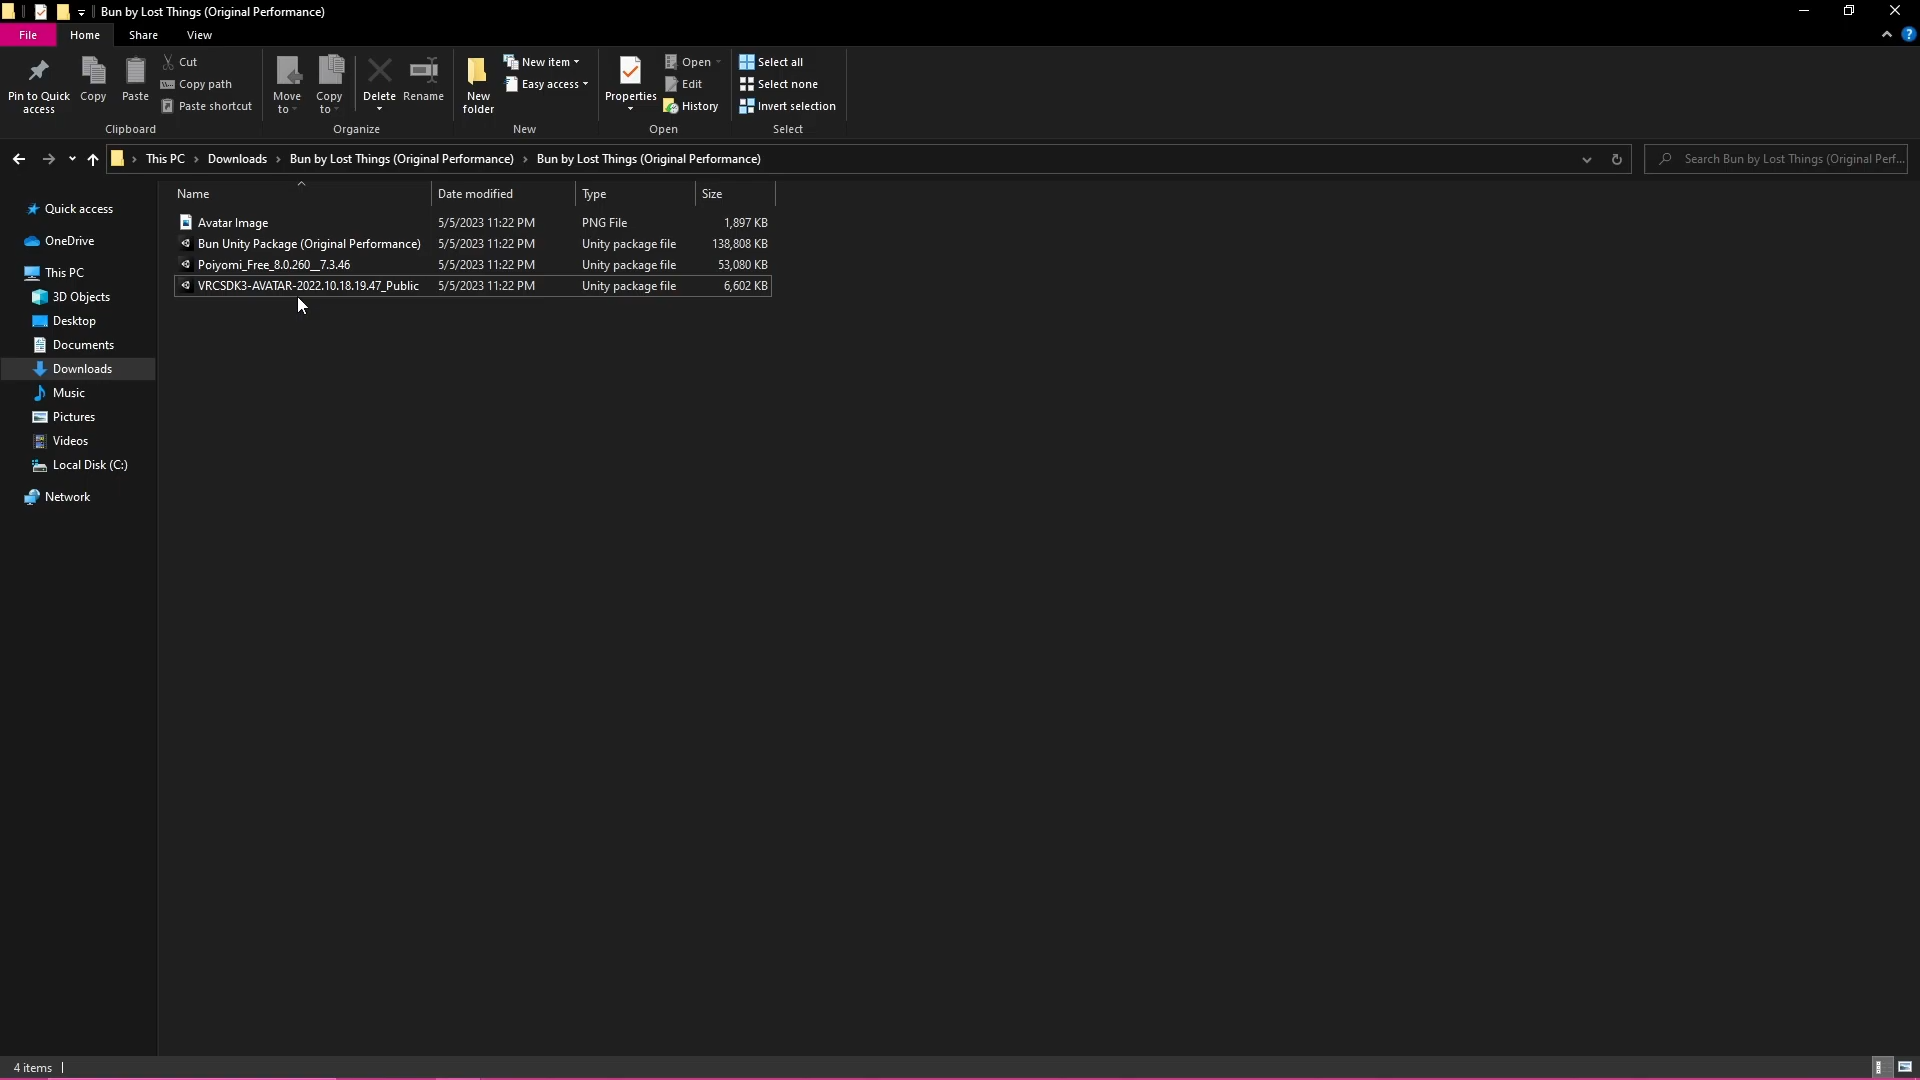 Bun by Lost Things (Original Performance)
File Home Share View
Pin to Quick access
Copy
Paste
Cut
Copy path
Paste shortcut
Clipboard
Move to
Copy to
Delete
Rename
Organize
New folder
New item
Easy access
New
Properties
Open
Edit
History
Open
Select all
Select none
Invert selection
Select
This PC › Downloads › Bun by Lost Things (Original Performance) › Bun by Lost Things (Original Performance)
Search Bun by Lost Things (Original Perf...
Quick access
OneDrive
This PC
3D Objects
Desktop
Documents
Downloads
Music
Pictures
Videos
Local Disk (C:)
Network
Name Date modified Type Size
Avatar Image 5/5/2023 11:22 PM PNG File 1,897 KB
Bun Unity Package (Original Performance) 5/5/2023 11:22 PM Unity package file 138,808 KB
Poiyomi_Free_8.0.260__7.3.46 5/5/2023 11:22 PM Unity package file 53,080 KB
VRCSDK3-AVATAR-2022.10.18.19.47_Public 5/5/2023 11:22 PM Unity package file 6,602 KB
4 items